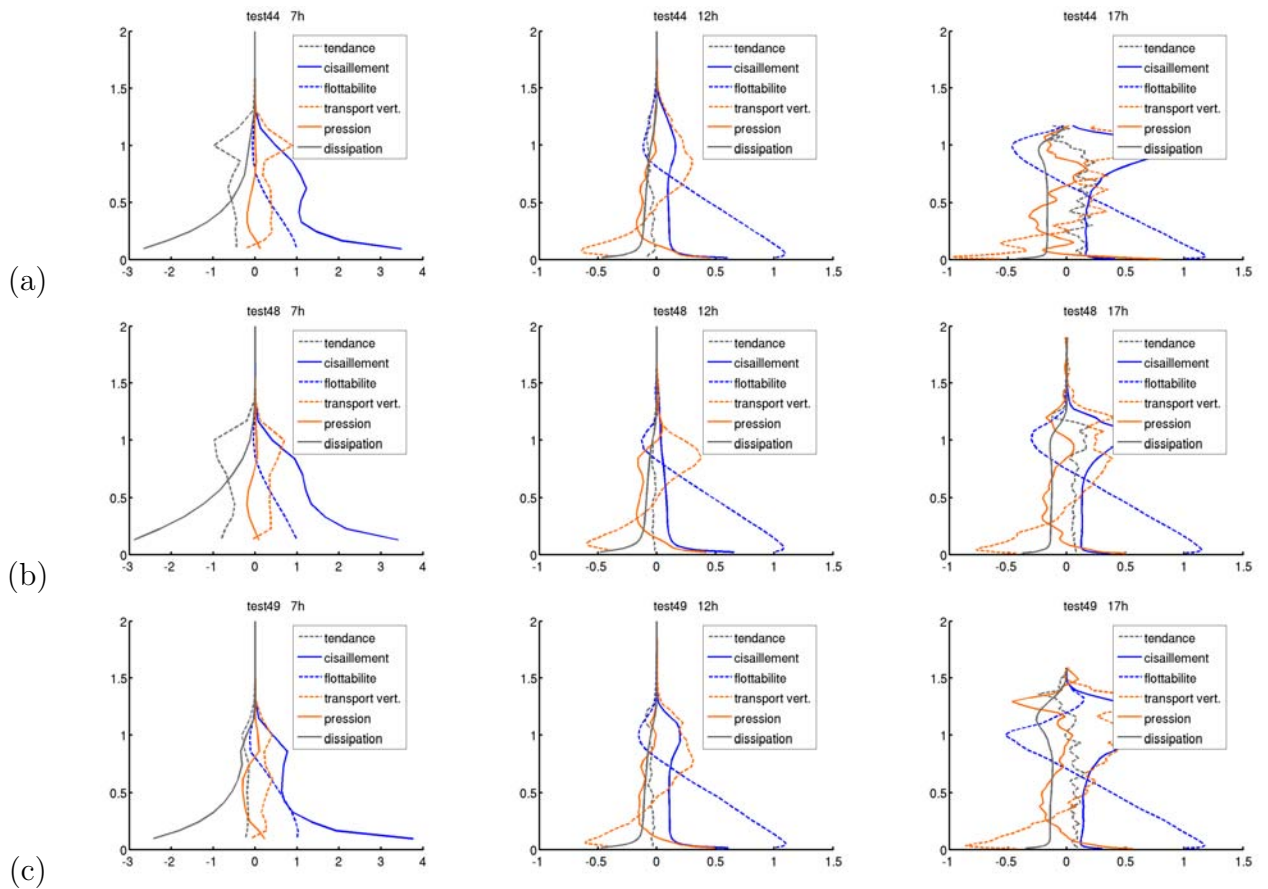 test44 7h
2
1.5
1
0.5
0
-3 -2 -1 0 1 2 3 4
tendance
cisaillement
flottabilite
transport vert.
pression
dissipation
test44 12h
2
1.5
1
0.5
0
-1 -0.5 0 0.5 1 1.5
tendance
cisaillement
flottabilite
transport vert.
pression
dissipation
test44 17h
2
1.5
1
0.5
0
-1 -0.5 0 0.5 1 1.5
tendance
cisaillement
flottabilite
transport vert.
pression
dissipation
(a)
test48 7h
2
1.5
1
0.5
0
-3 -2 -1 0 1 2 3 4
tendance
cisaillement
flottabilite
transport vert.
pression
dissipation
test48 12h
2
1.5
1
0.5
0
-1 -0.5 0 0.5 1 1.5
tendance
cisaillement
flottabilite
transport vert.
pression
dissipation
test48 17h
2
1.5
1
0.5
0
-1 -0.5 0 0.5 1 1.5
tendance
cisaillement
flottabilite
transport vert.
pression
dissipation
(b)
test49 7h
2
1.5
1
0.5
0
-3 -2 -1 0 1 2 3 4
tendance
cisaillement
flottabilite
transport vert.
pression
dissipation
test49 12h
2
1.5
1
0.5
0
-1 -0.5 0 0.5 1 1.5
tendance
cisaillement
flottabilite
transport vert.
pression
dissipation
test49 17h
2
1.5
1
0.5
0
-1 -0.5 0 0.5 1 1.5
tendance
cisaillement
flottabilite
transport vert.
pression
dissipation
(c)